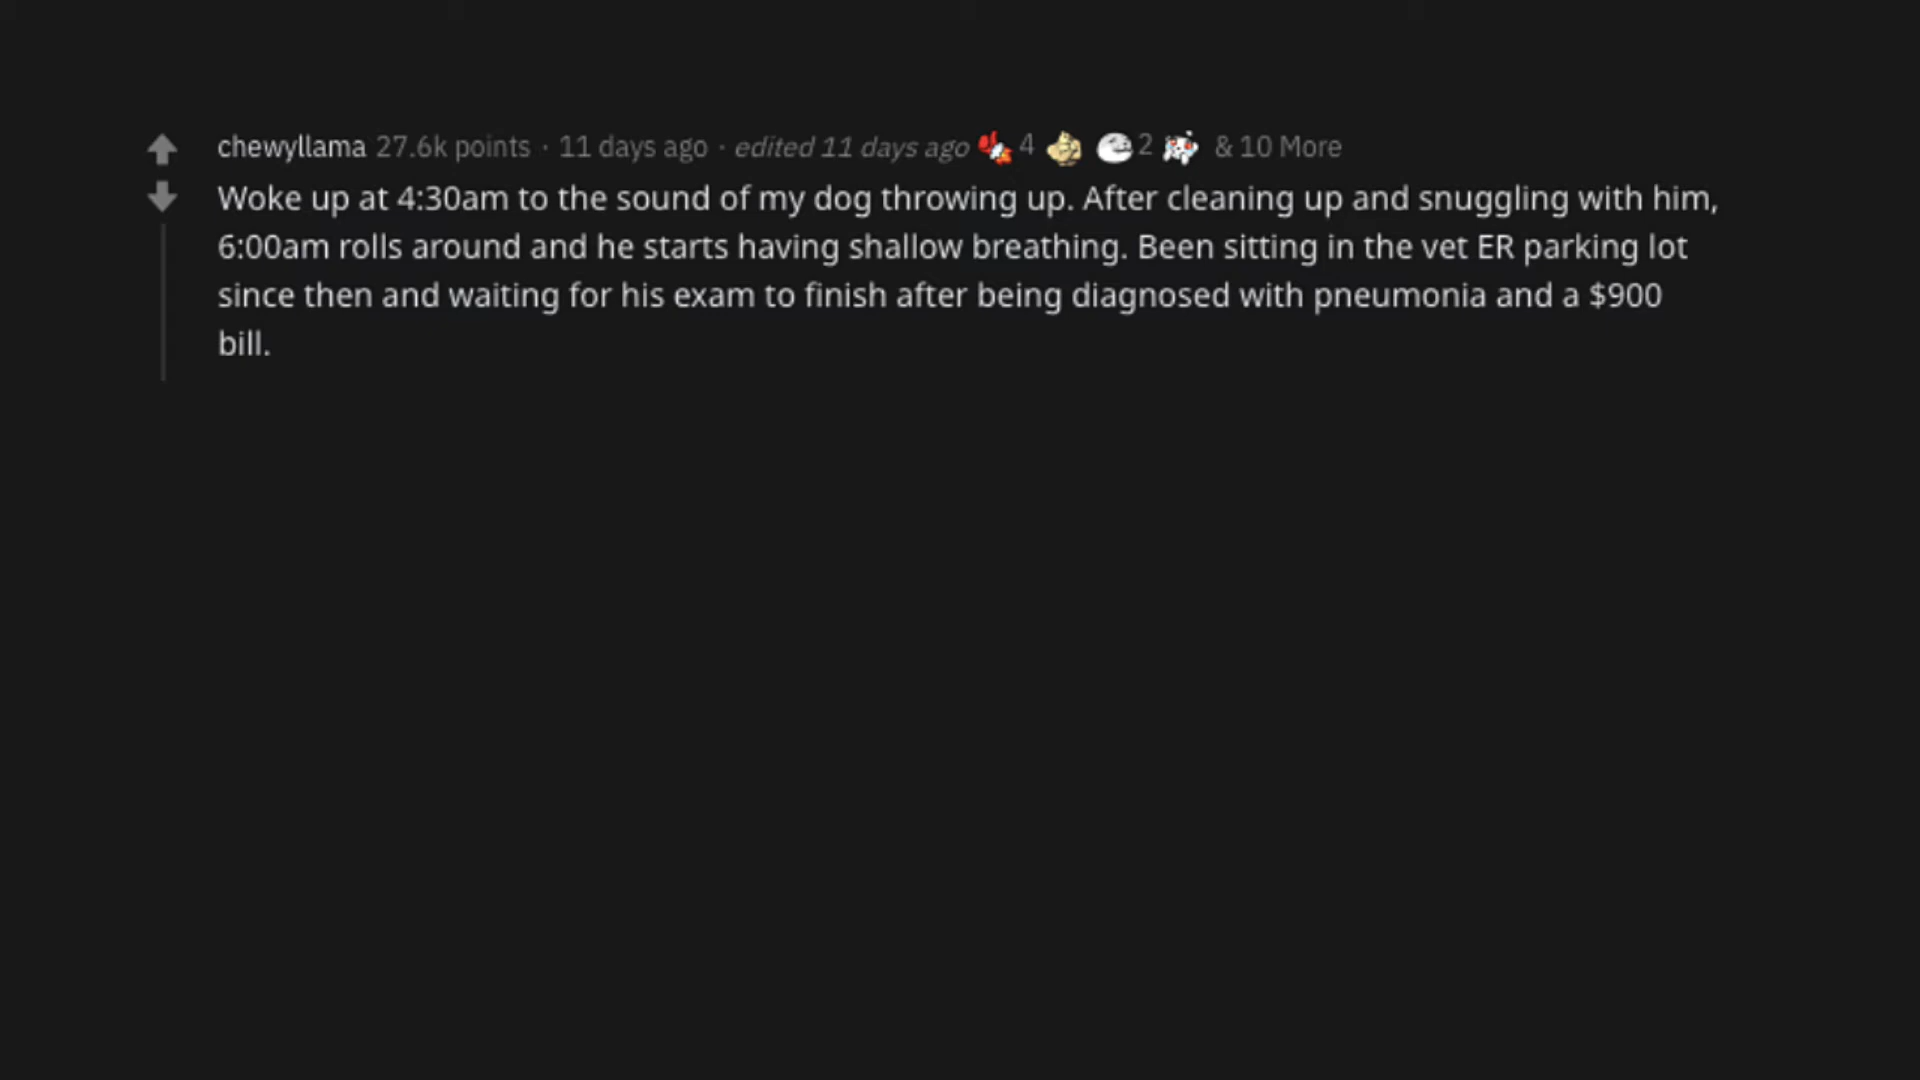 chewyllama 27.6k points · 11 days ago · edited 11 days ago 4 2 & 10 More
Woke up at 4:30am to the sound of my dog throwing up. After cleaning up and snuggling with him,
6:00am rolls around and he starts having shallow breathing. Been sitting in the vet ER parking lot
since then and waiting for his exam to finish after being diagnosed with pneumonia and a $900
bill.